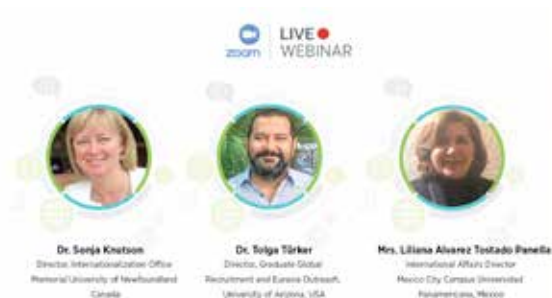 zoom
LIVE
WEBINAR
Dr. Sonja Knutson
Director, Internationalization Office
Memorial University of Newfoundland
Canada
Dr. Tolga Türker
Director, Graduate Global
Recruitment and Eurasia Outreach,
University of Arizona, USA
Mrs. Liliana Alvarez Tostado Panella
International Affairs Director
Mexico City Campus Universidad
Panamericana, Mexico